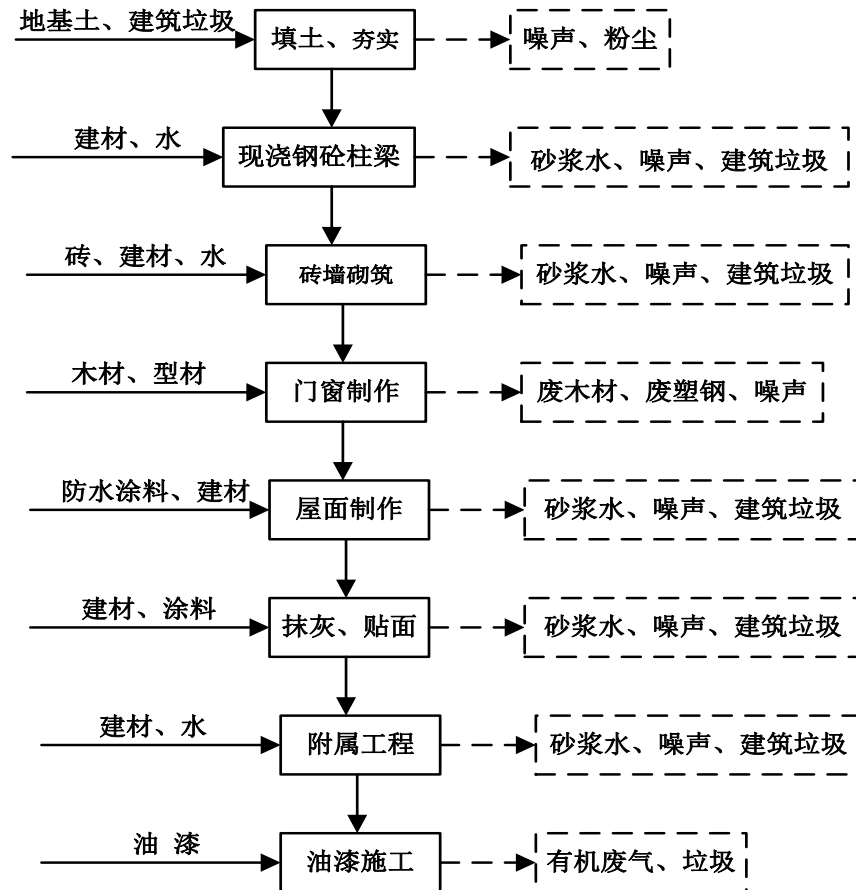 地基土、建筑垃圾
填土、夯实
噪声、粉尘
建材、水
现浇钢砼柱梁
砂浆水、噪声、建筑垃圾
砖、建材、水
砖墙砌筑
砂浆水、噪声、建筑垃圾
木材、型材
门窗制作
废木材、废塑钢、噪声
防水涂料、建材
屋面制作
砂浆水、噪声、建筑垃圾
建材、涂料
抹灰、贴面
砂浆水、噪声、建筑垃圾
建材、水
附属工程
砂浆水、噪声、建筑垃圾
油 漆
油漆施工
有机废气、垃圾